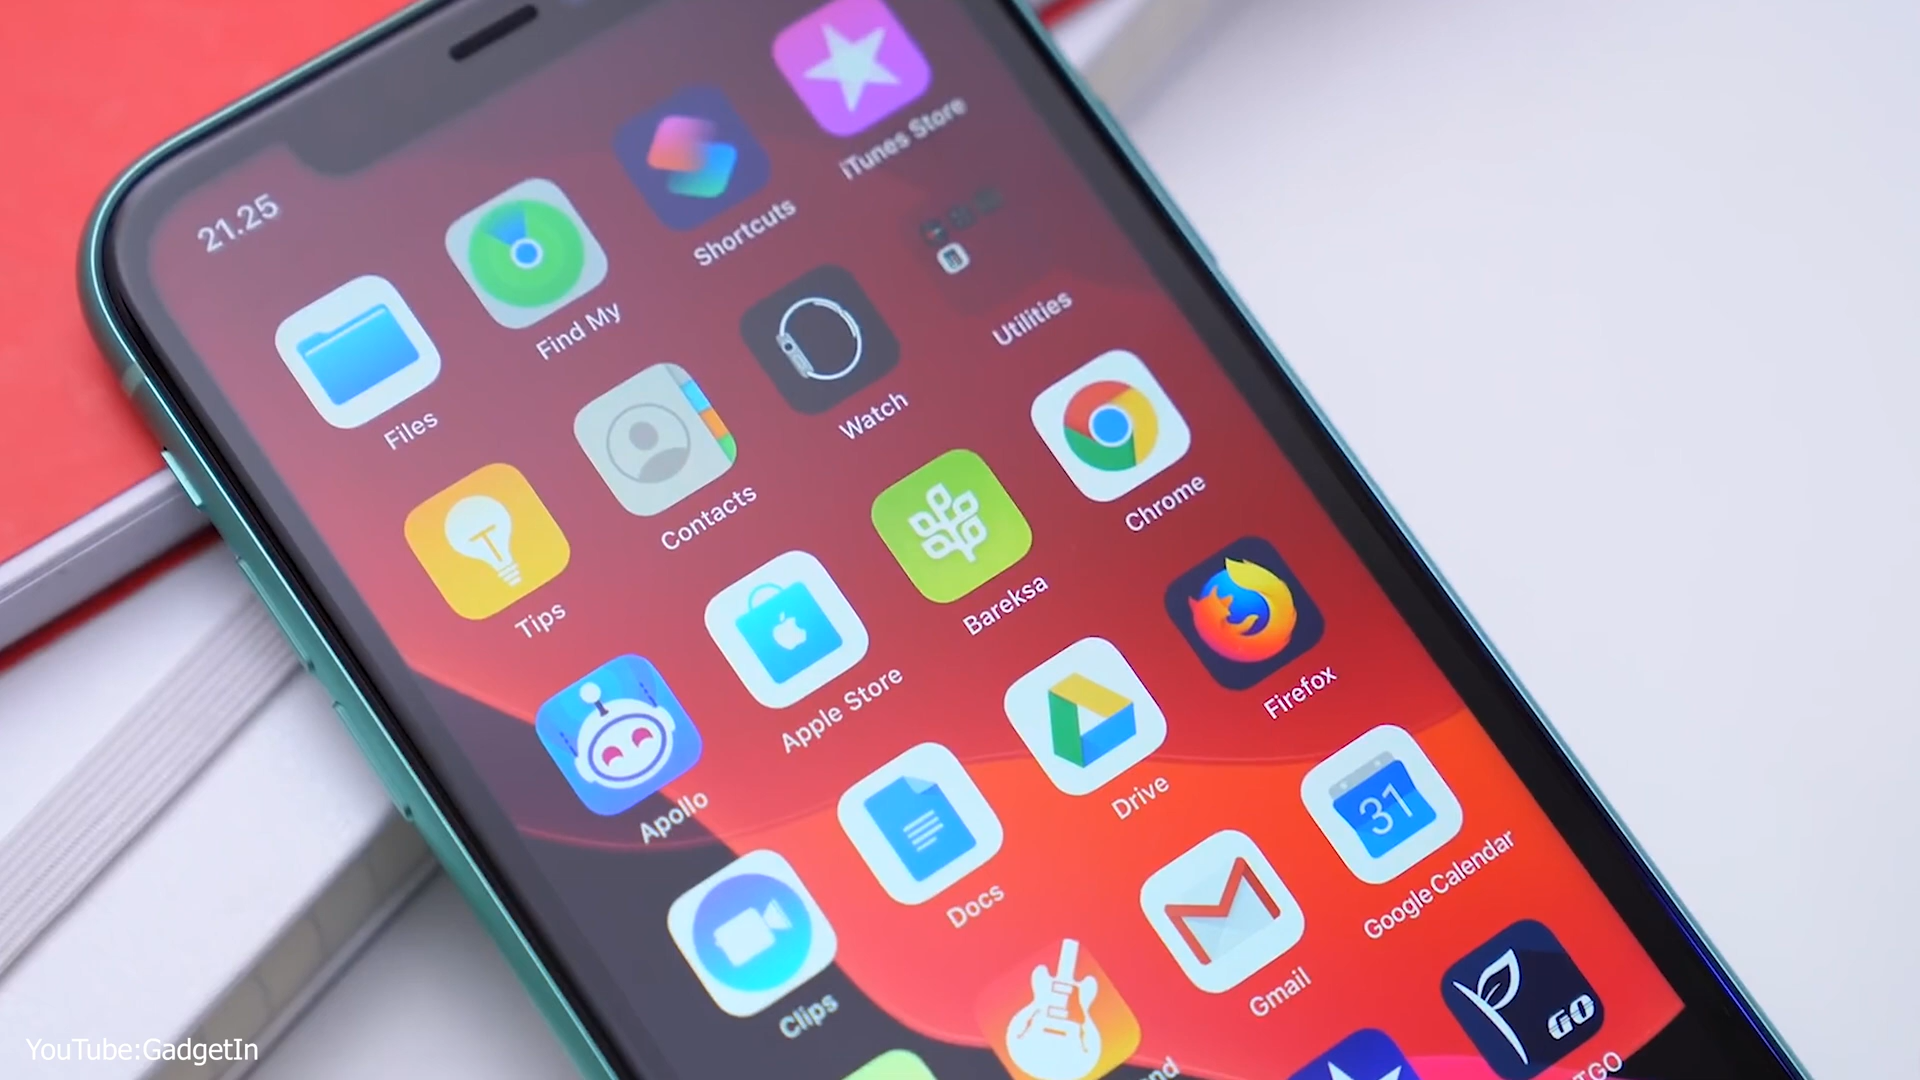 21.25
Files
Find My
Shortcuts
iTunes Store
Tips
Contacts
Watch
Utilities
Apollo
Apple Store
Bareksa
Chrome
Clips
Docs
Drive
Firefox
Gmail
31
Google Calendar
GO
YouTube:GadgetIn